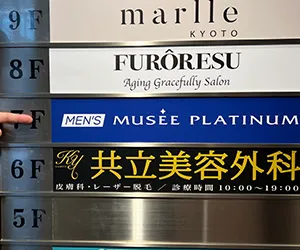 9F
marlle
KYOTO
8F
FURÔRESU
Aging Gracefully Salon
7F
MEN'S MUSÉE PLATINUM
6F
Ky 共立美容外科
皮膚科・レーザー脱毛 / 診療時間 10:00～19:00
5F